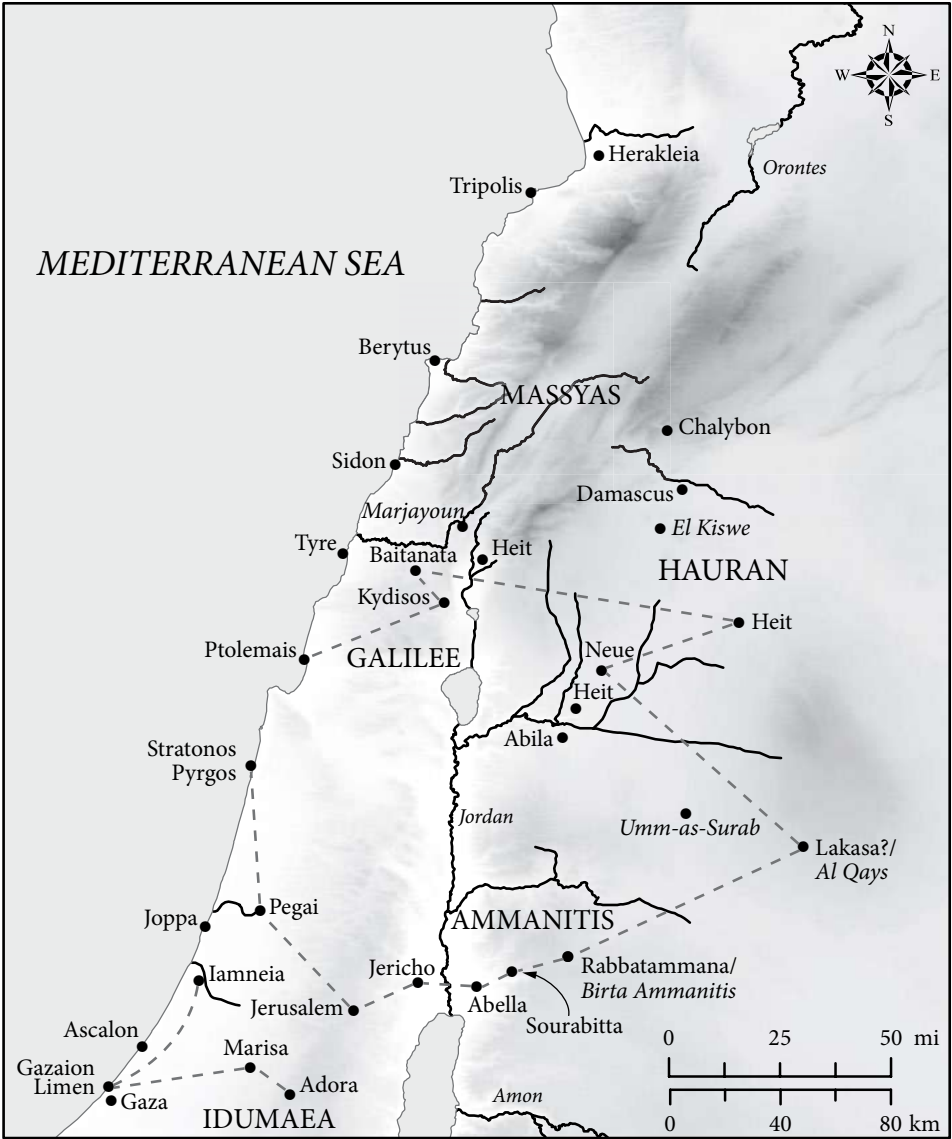 N
W
E
S
Herakleia
Orontes
Tripolis
MEDITERRANEAN SEA
Berytus
MASSYAS
Chalybon
Sidon
Damascus
Marjayoun
El Kiswe
Tyre
Baitanata
Heit
HAURAN
Kydisos
Heit
Ptolemais
GALILEE
Neue
Heit
Abila
Stratonos
Pyrgos
Jordan
Umm-as-Surab
Lakasa?/
Al Qays
Pegai
Joppa
AMMANITIS
Iamneia
Jericho
Rabbatammana/
Birta Ammanitis
Jerusalem
Abella
Sourabitta
Ascalon
Marisa
Gazaion
Limen
Adora
Gaza
IDUMAEA
Arnon
0 25 50 mi
0 40 80 km